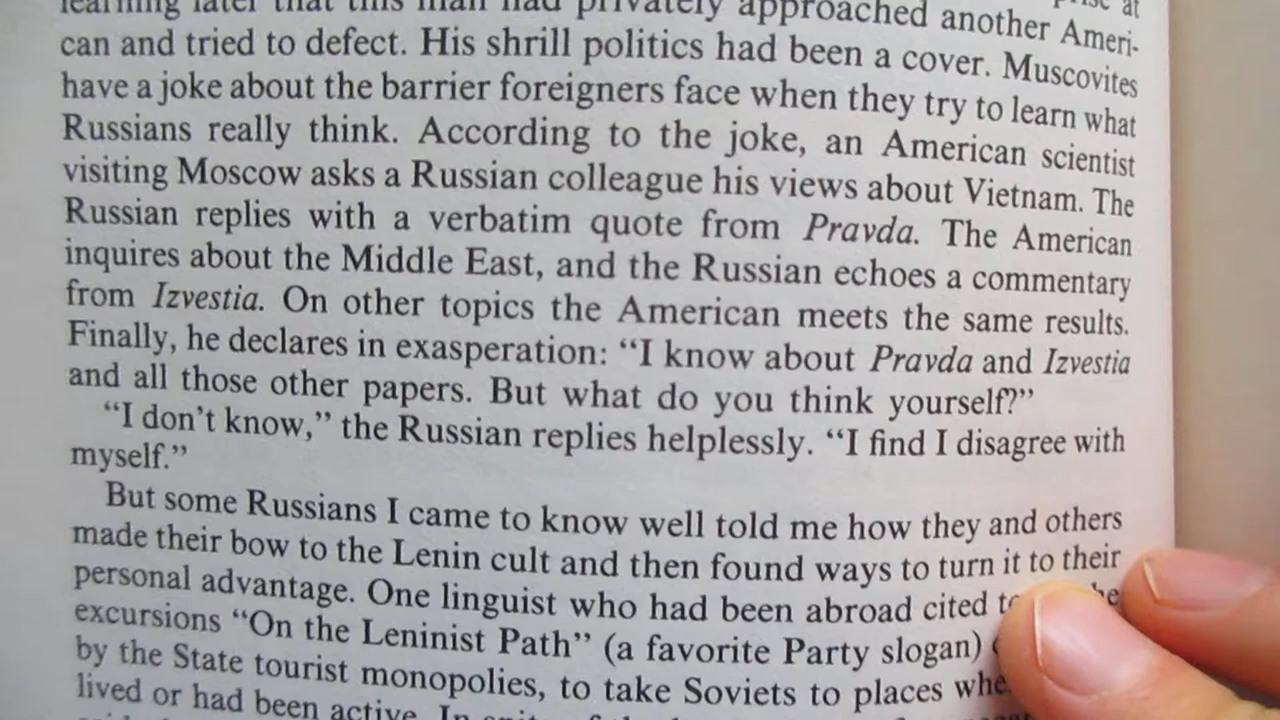 learning later that this man had privately approached another Ameri-
can and tried to defect. His shrill politics had been a cover. Muscovites
have a joke about the barrier foreigners face when they try to learn what
Russians really think. According to the joke, an American scientist
visiting Moscow asks a Russian colleague his views about Vietnam. The
Russian replies with a verbatim quote from Pravda. The American
inquires about the Middle East, and the Russian echoes a commentary
from Izvestia. On other topics the American meets the same results.
Finally, he declares in exasperation: “I know about Pravda and Izvestia
and all those other papers. But what do you think yourself?”
“I don’t know,” the Russian replies helplessly. “I find I disagree with
myself.”
But some Russians I came to know well told me how they and others
made their bow to the Lenin cult and then found ways to turn it to their
personal advantage. One linguist who had been abroad cited
excursions “On the Leninist Path” (a favorite Party slogan)
by the State tourist monopolies, to take Soviets to places
lived or had been active. In